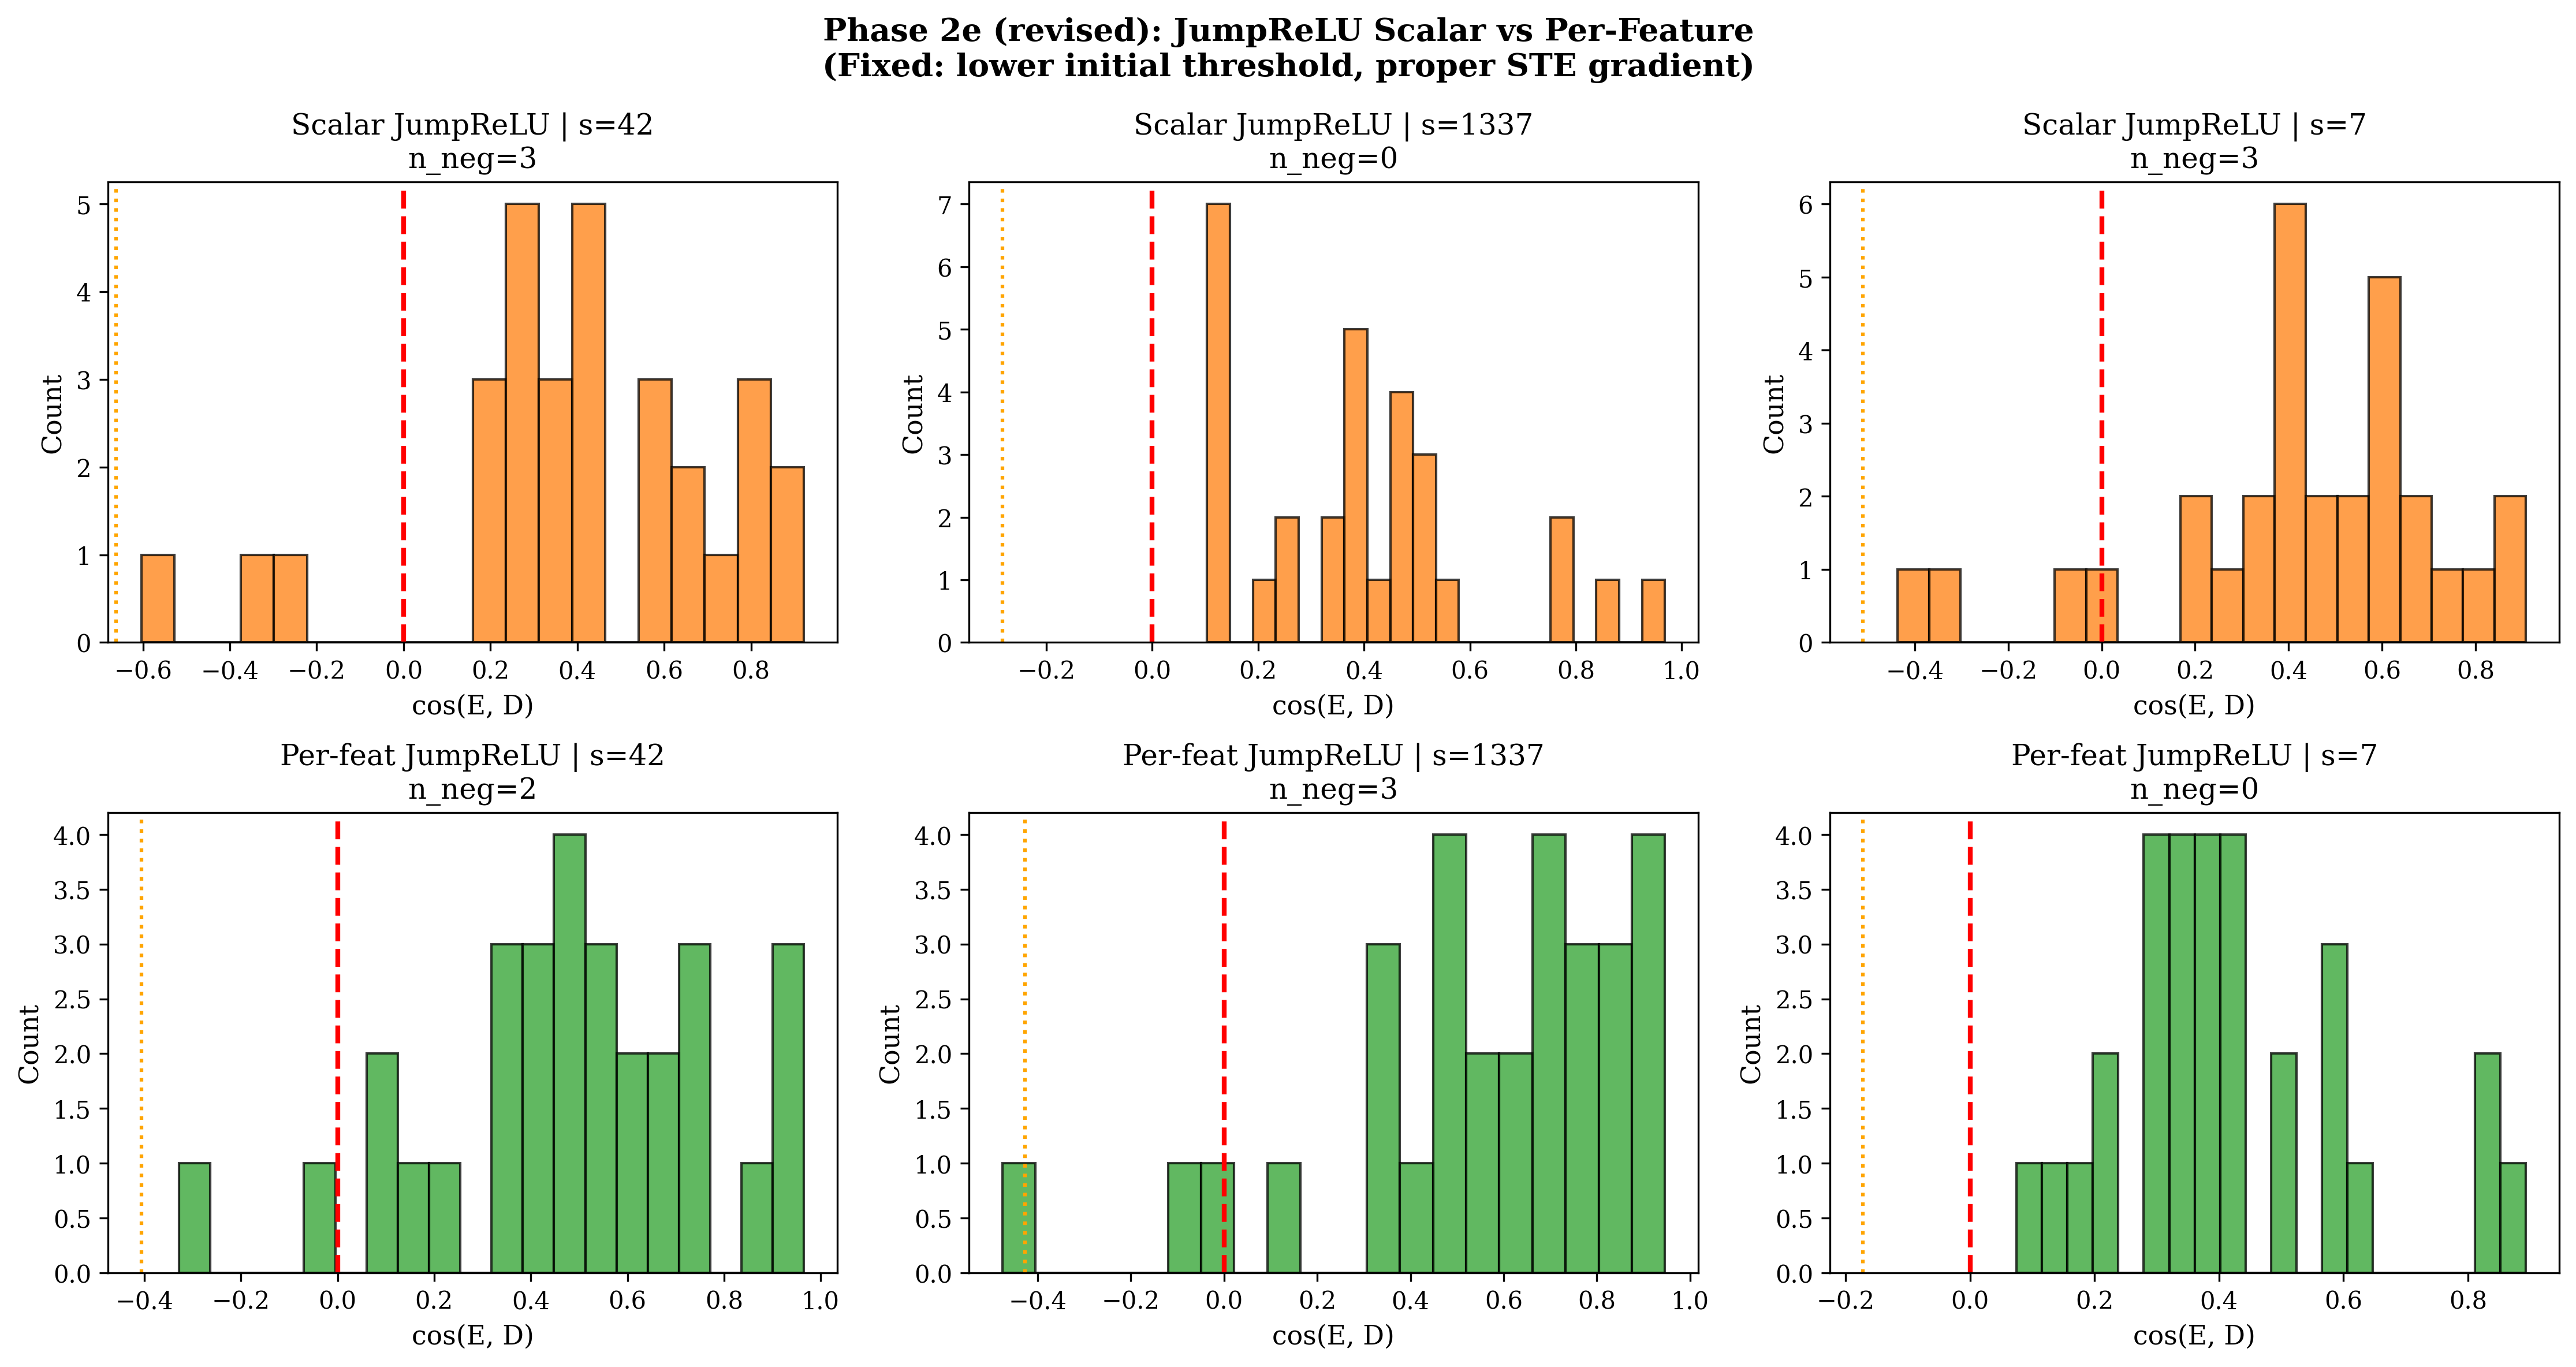 Phase 2e (revised): JumpReLU Scalar vs Per-Feature
(Fixed: lower initial threshold, proper STE gradient)
Scalar JumpReLU | s=42
n_neg=3
5
4
3
2
1
0
Count
−0.6 −0.4 −0.2 0.0 0.2 0.4 0.6 0.8
cos(E, D)
Scalar JumpReLU | s=1337
n_neg=0
7
6
5
4
3
2
1
0
Count
−0.2 0.0 0.2 0.4 0.6 0.8 1.0
cos(E, D)
Scalar JumpReLU | s=7
n_neg=3
6
5
4
3
2
1
0
Count
−0.4 −0.2 0.0 0.2 0.4 0.6 0.8
cos(E, D)
Per-feat JumpReLU | s=42
n_neg=2
4.0
3.5
3.0
2.5
2.0
1.5
1.0
0.5
0.0
Count
−0.4 −0.2 0.0 0.2 0.4 0.6 0.8 1.0
cos(E, D)
Per-feat JumpReLU | s=1337
n_neg=3
4.0
3.5
3.0
2.5
2.0
1.5
1.0
0.5
0.0
Count
−0.4 −0.2 0.0 0.2 0.4 0.6 0.8 1.0
cos(E, D)
Per-feat JumpReLU | s=7
n_neg=0
4.0
3.5
3.0
2.5
2.0
1.5
1.0
0.5
0.0
Count
−0.2 0.0 0.2 0.4 0.6 0.8
cos(E, D)